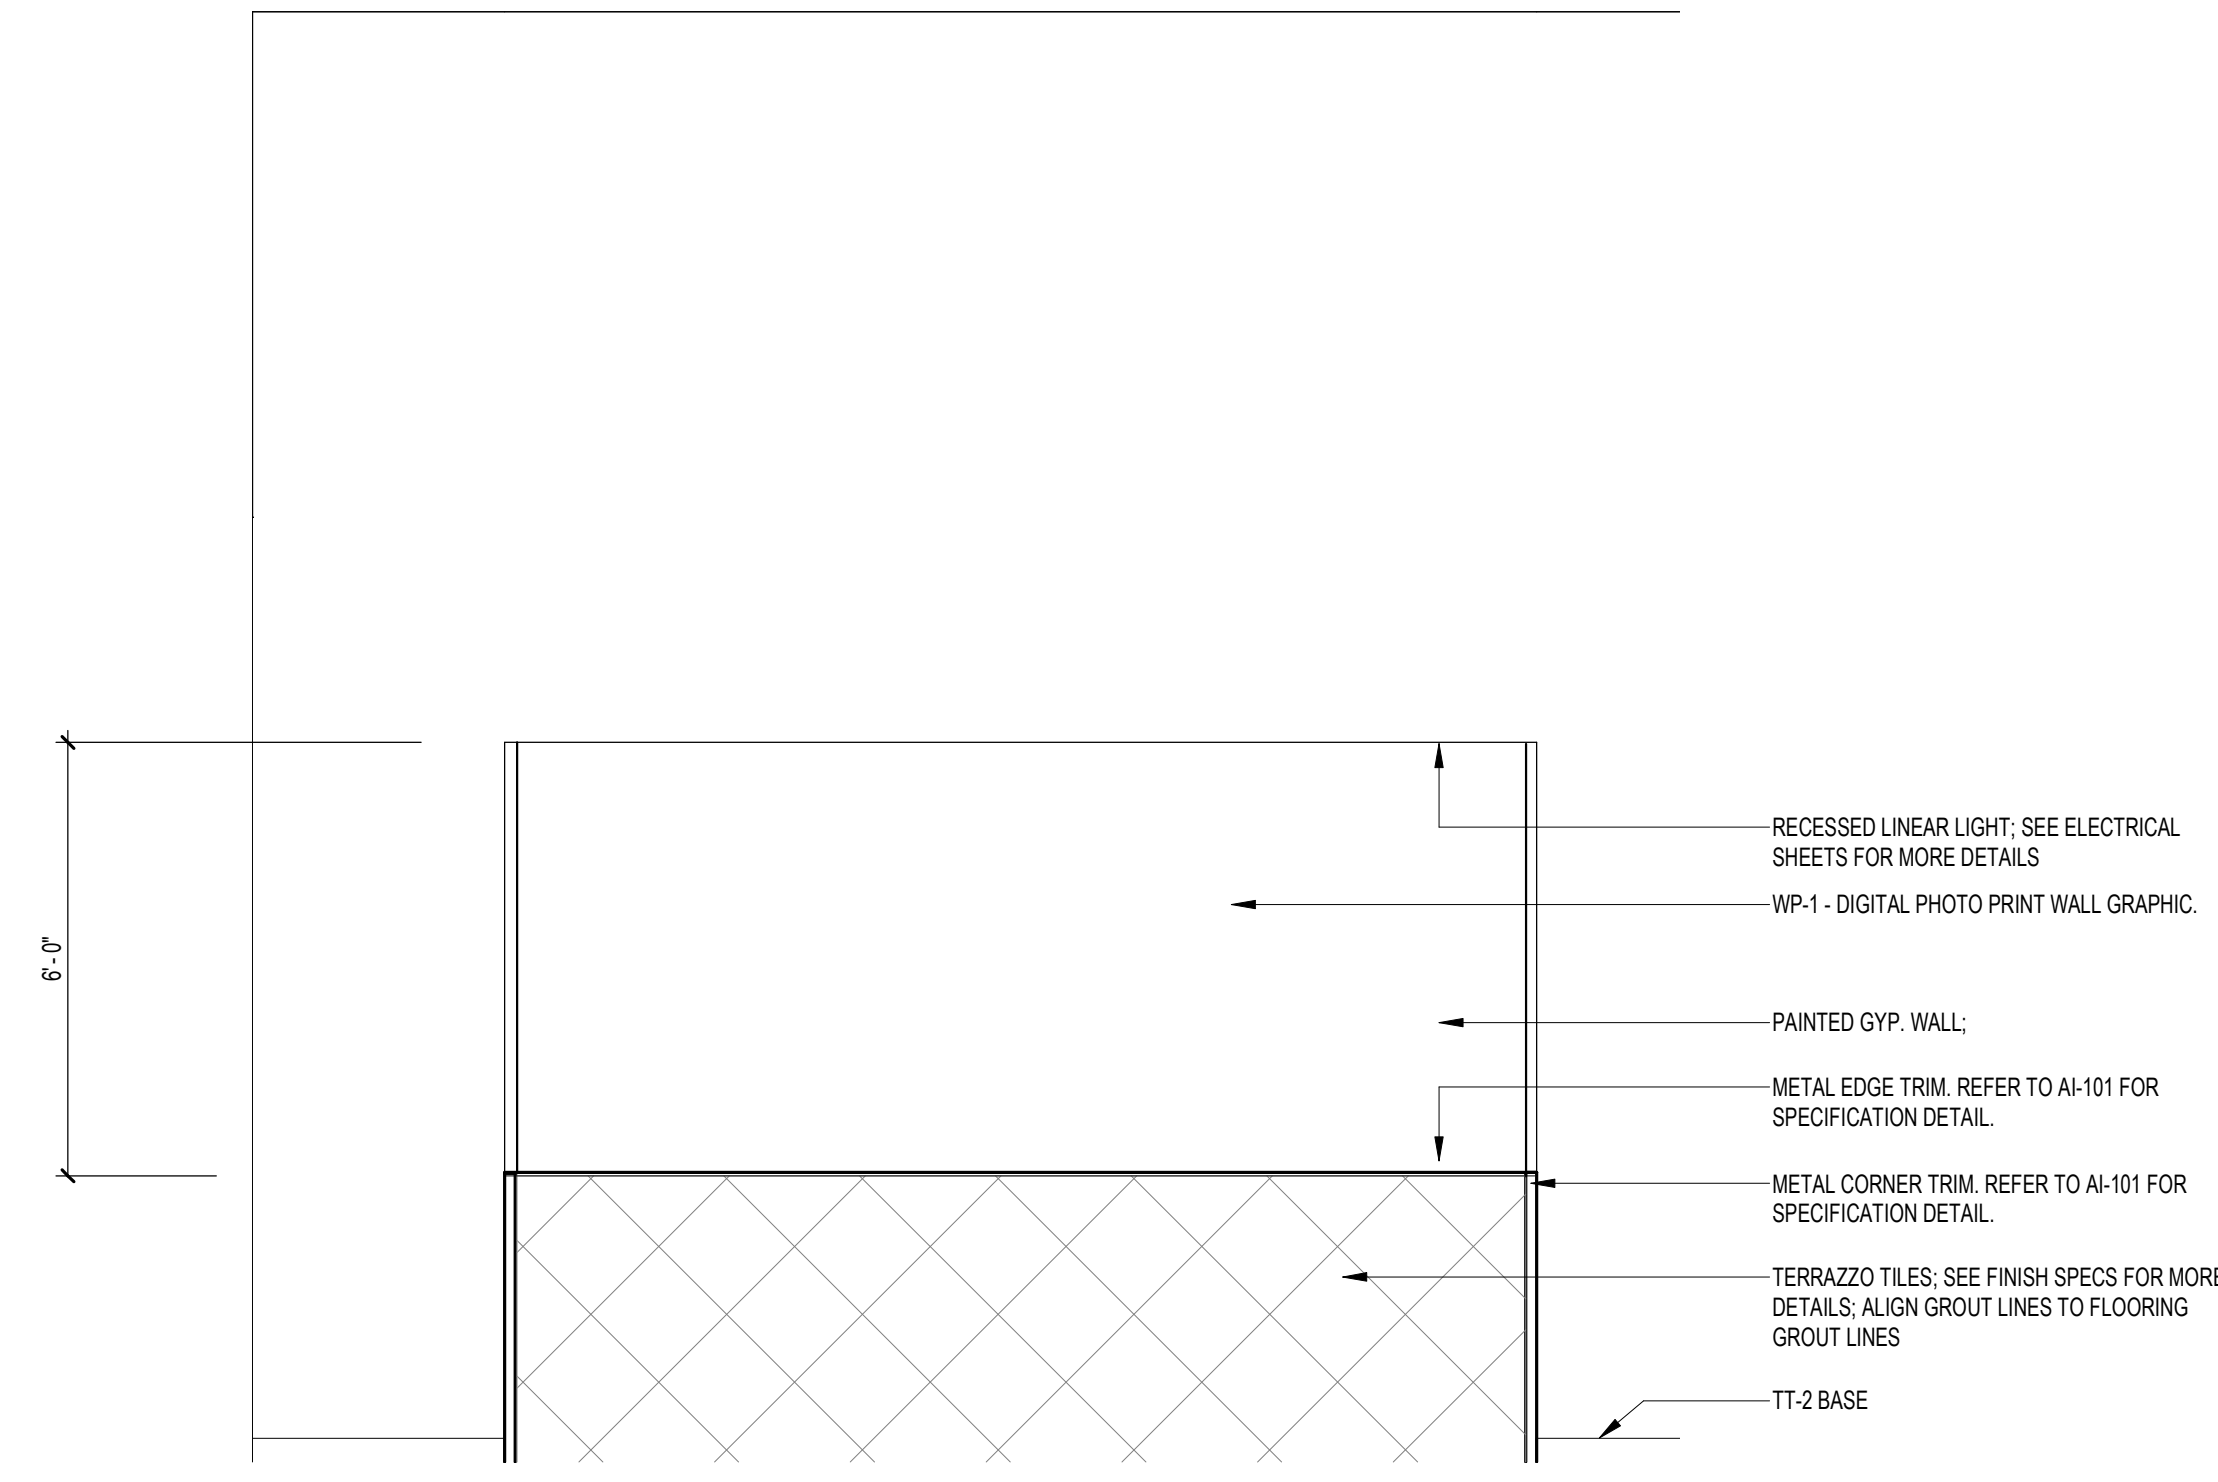 RECESSED LINEAR LIGHT; SEE ELECTRICAL
SHEETS FOR MORE DETAILS
WP-1 - DIGITAL PHOTO PRINT WALL GRAPHIC.
6' - 0"
PAINTED GYP. WALL;
METAL EDGE TRIM. REFER TO AI-101 FOR
SPECIFICATION DETAIL.
METAL CORNER TRIM. REFER TO AI-101 FOR
SPECIFICATION DETAIL.
TERRAZZO TILES; SEE FINISH SPECS FOR MORE
DETAILS; ALIGN GROUT LINES TO FLOORING
GROUT LINES
TT-2 BASE